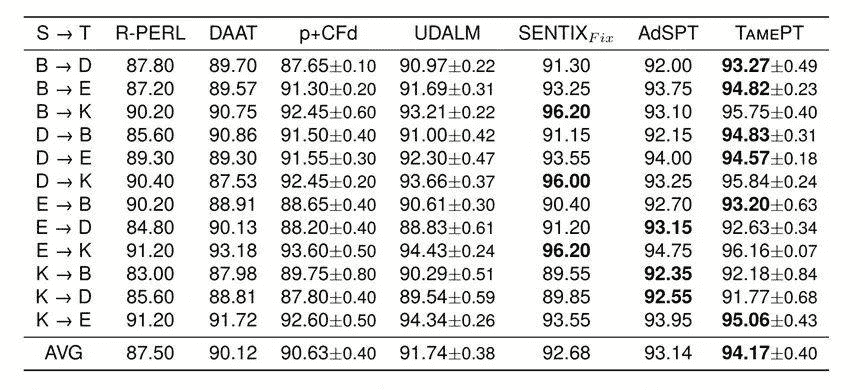 S → T R-PERL DAAT p+CFd UDALM SENTIX_Fix AdSPT TAMEPT
B → D 87.80 89.70 87.65±0.10 90.97±0.22 91.30 92.00 93.27±0.49
B → E 87.20 89.57 91.30±0.20 91.69±0.31 93.25 93.75 94.82±0.23
B → K 90.20 90.75 92.45±0.60 93.21±0.22 96.20 93.10 95.75±0.40
D → B 85.60 90.86 91.50±0.40 91.00±0.42 91.15 92.15 94.83±0.31
D → E 89.30 89.30 91.55±0.30 92.30±0.47 93.55 94.00 94.57±0.18
D → K 90.40 87.53 92.45±0.20 93.66±0.37 96.00 93.25 95.84±0.24
E → B 90.20 88.91 88.65±0.40 90.61±0.30 90.40 92.70 93.20±0.63
E → D 84.80 90.13 88.20±0.40 88.83±0.61 91.20 93.15 92.63±0.34
E → K 91.20 93.18 93.60±0.50 94.43±0.24 96.20 94.75 96.16±0.07
K → B 83.00 87.98 89.75±0.80 90.29±0.51 89.55 92.35 92.18±0.84
K → D 85.60 88.81 87.80±0.40 89.54±0.59 89.85 92.55 91.77±0.68
K → E 91.20 91.72 92.60±0.50 94.34±0.26 93.55 93.95 95.06±0.43
AVG 87.50 90.12 90.63±0.40 91.74±0.38 92.68 93.14 94.17±0.40